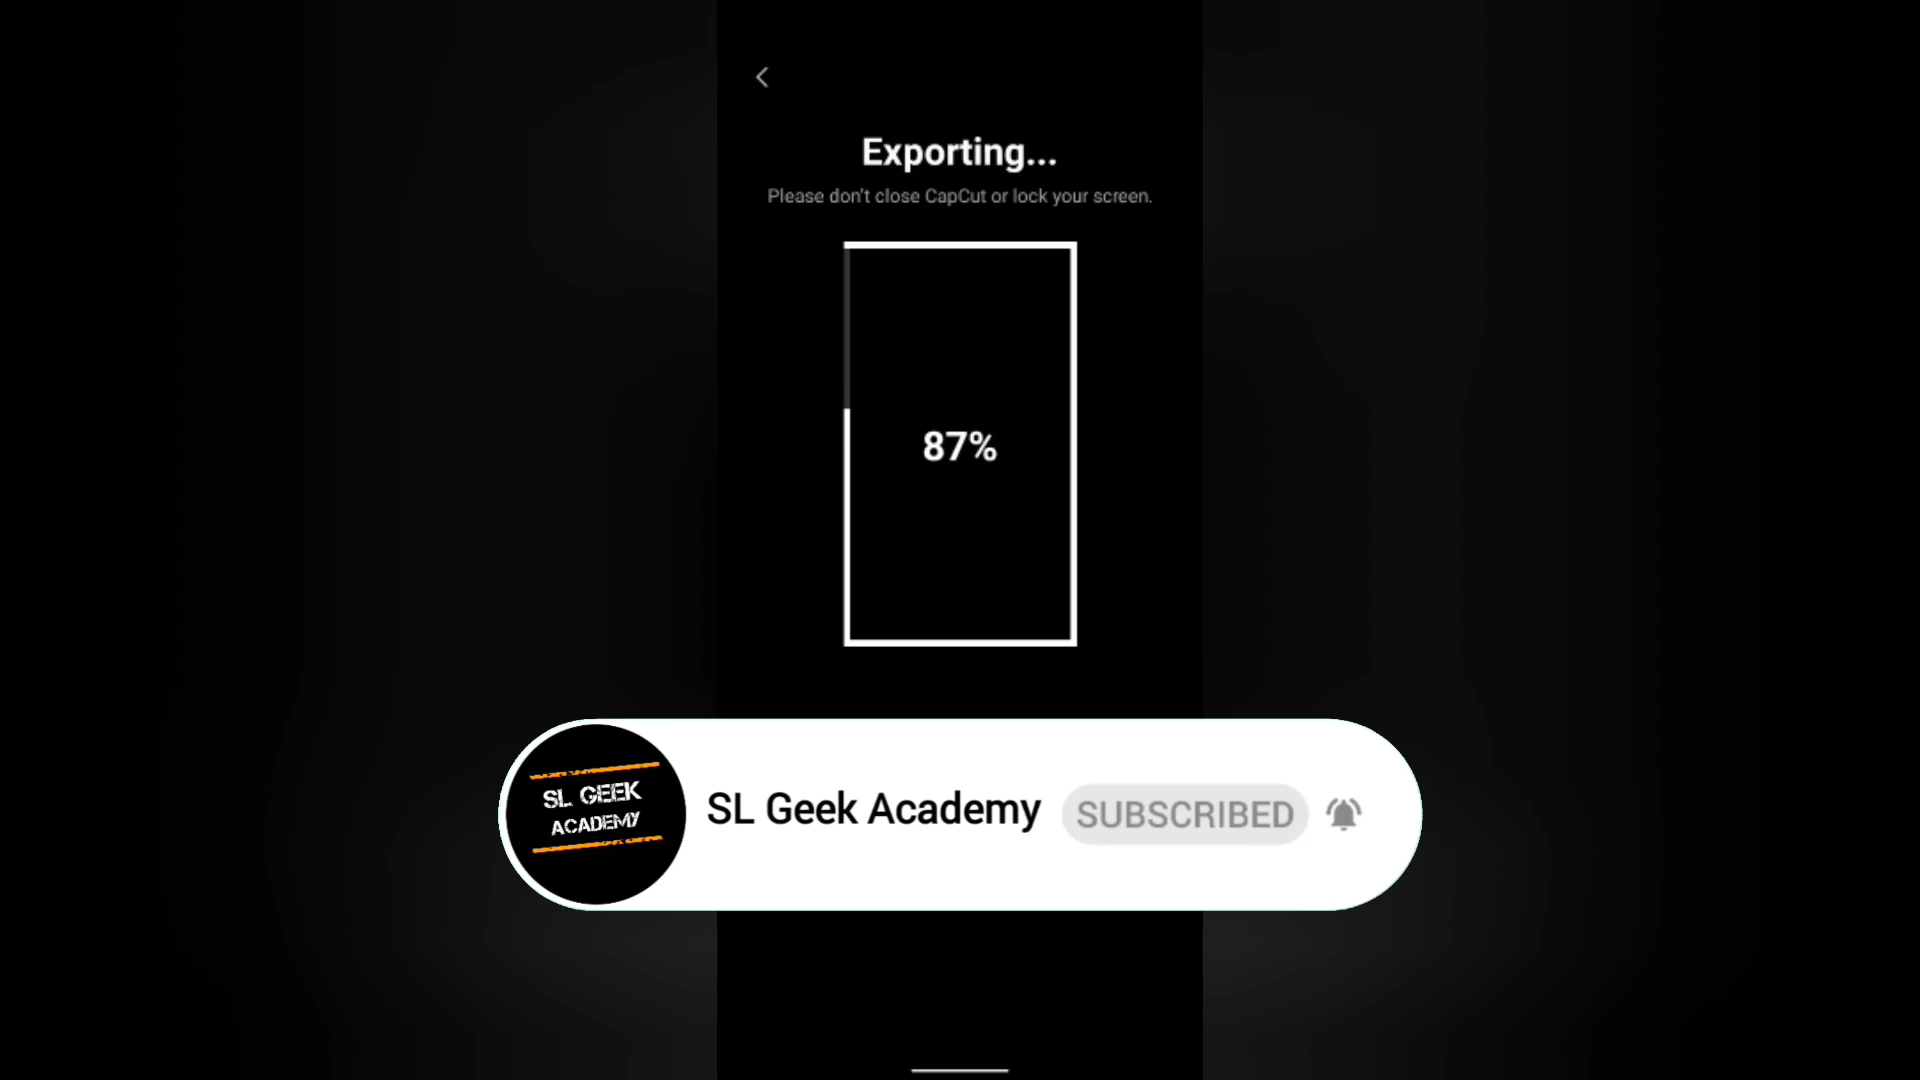 Exporting...
Please don't close CapCut or lock your screen.
87%
SL GEEK
ACADEMY
SL Geek Academy
SUBSCRIBED